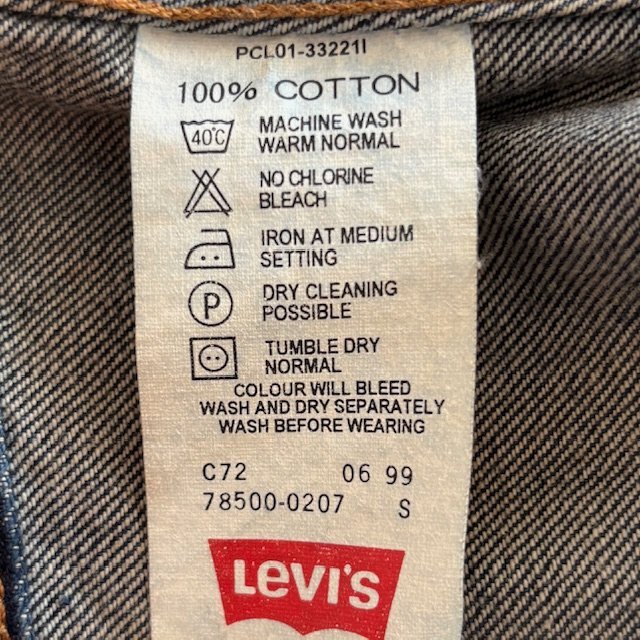 PCL01-33221I
100% COTTON
40°C
MACHINE WASH
WARM NORMAL
NO CHLORINE
BLEACH
IRON AT MEDIUM
SETTING
P
DRY CLEANING
POSSIBLE
TUMBLE DRY
NORMAL
COLOUR WILL BLEED
WASH AND DRY SEPARATELY
WASH BEFORE WEARING
C72 06 99
78500-0207 S
LEVI'S